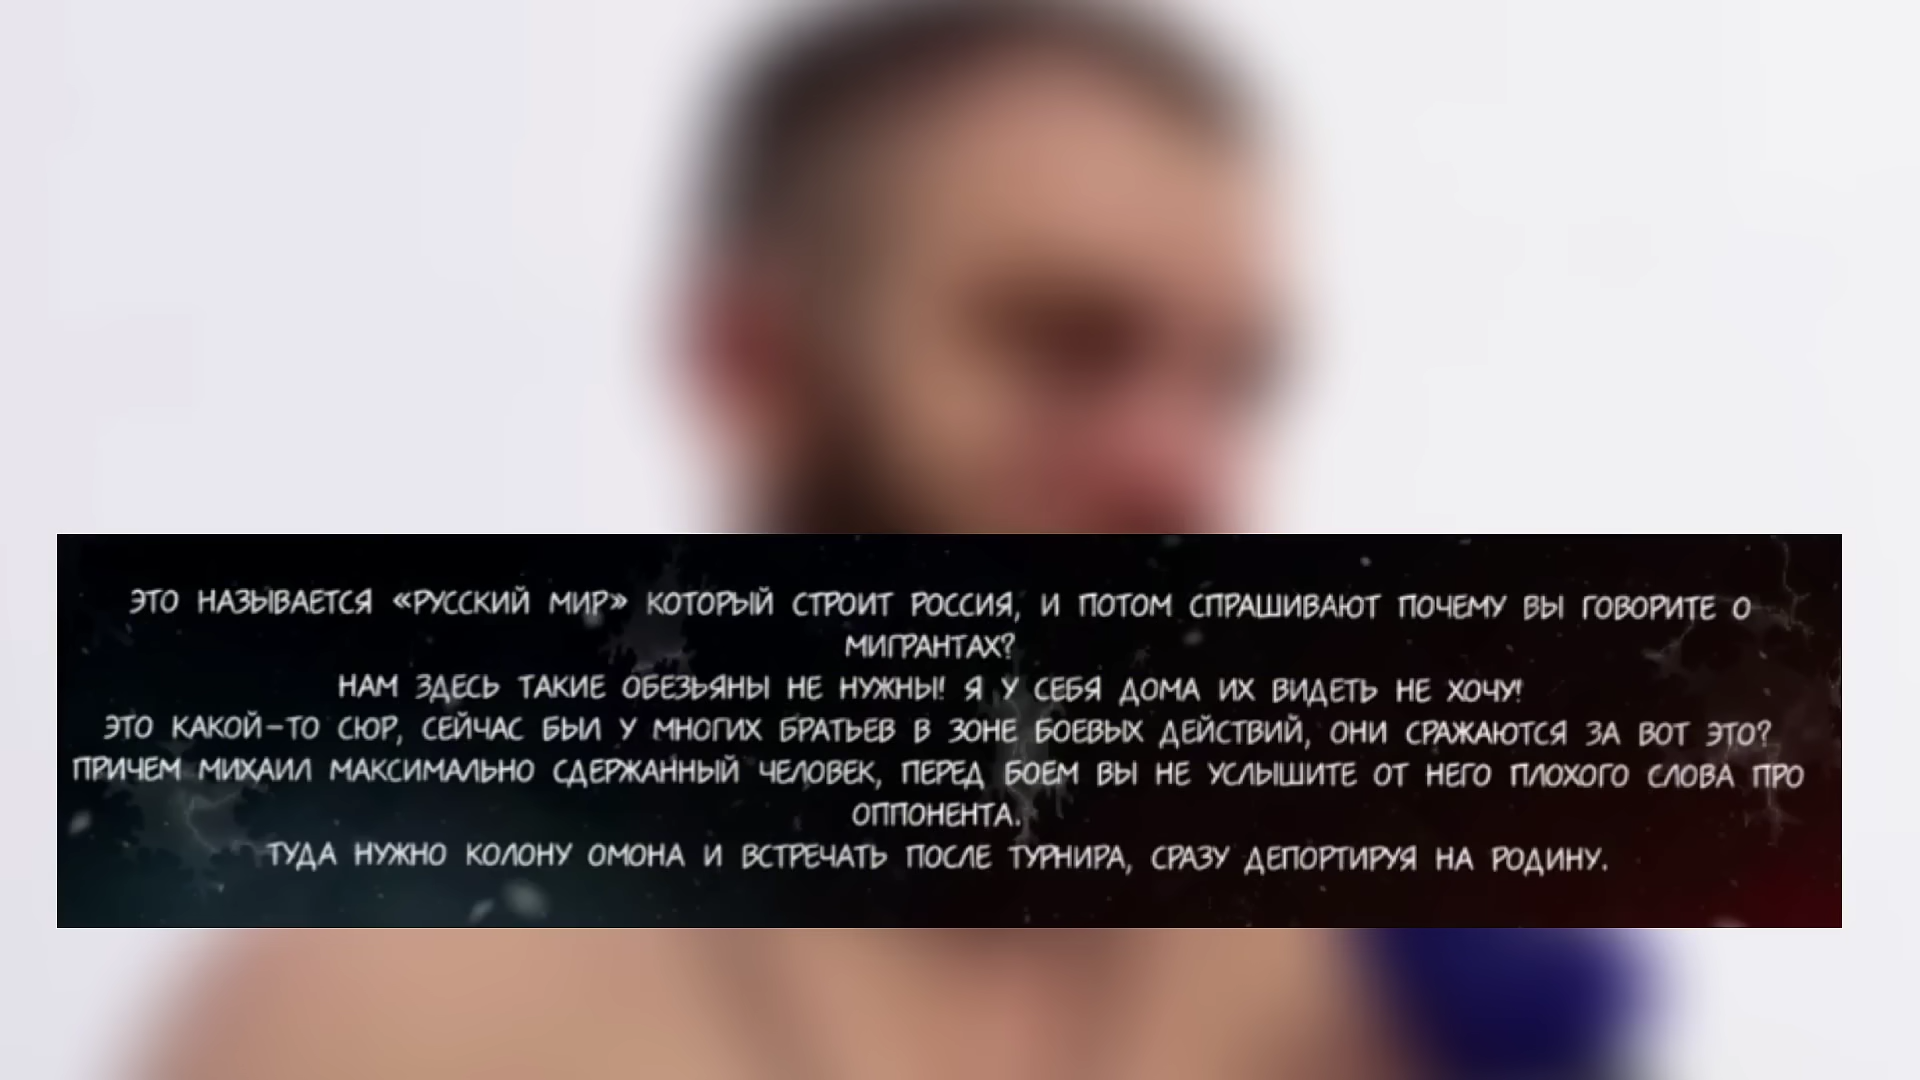 ЭТО НАЗЫВАЕТСЯ «РУССКИЙ МИР» КОТОРЫЙ СТРОИТ РОССИЯ, И ПОТОМ СПРАШИВАЮТ ПОЧЕМУ ВЫ ГОВОРИТЕ О
МИГРАНТАХ?
НАМ ЗДЕСЬ ТАКИЕ ОБЕЗЬЯНЫ НЕ НУЖНЫ! Я У СЕБЯ ДОМА ИХ ВИДЕТЬ НЕ ХОЧУ!
ЭТО КАКОЙ-ТО СЮР, СЕЙЧАС БЫЛ У МНОГИХ БРАТЬЕВ В ЗОНЕ БОЕВЫХ ДЕЙСТВИЙ, ОНИ СРАЖАЮТСЯ ЗА ВОТ ЭТО?
ПРИЧЕМ МИХАИЛ МАКСИМАЛЬНО СДЕРЖАННЫЙ ЧЕЛОВЕК, ПЕРЕД БОЕМ ВЫ НЕ УСЛЫШИТЕ ОТ НЕГО ПЛОХОГО СЛОВА ПРО
ОППОНЕНТА.
ТУДА НУЖНО КОЛОНУ ОМОНА И ВСТРЕЧАТЬ ПОСЛЕ ТУРНИРА, СРАЗУ ДЕПОРТИРУЯ НА РОДИНУ.